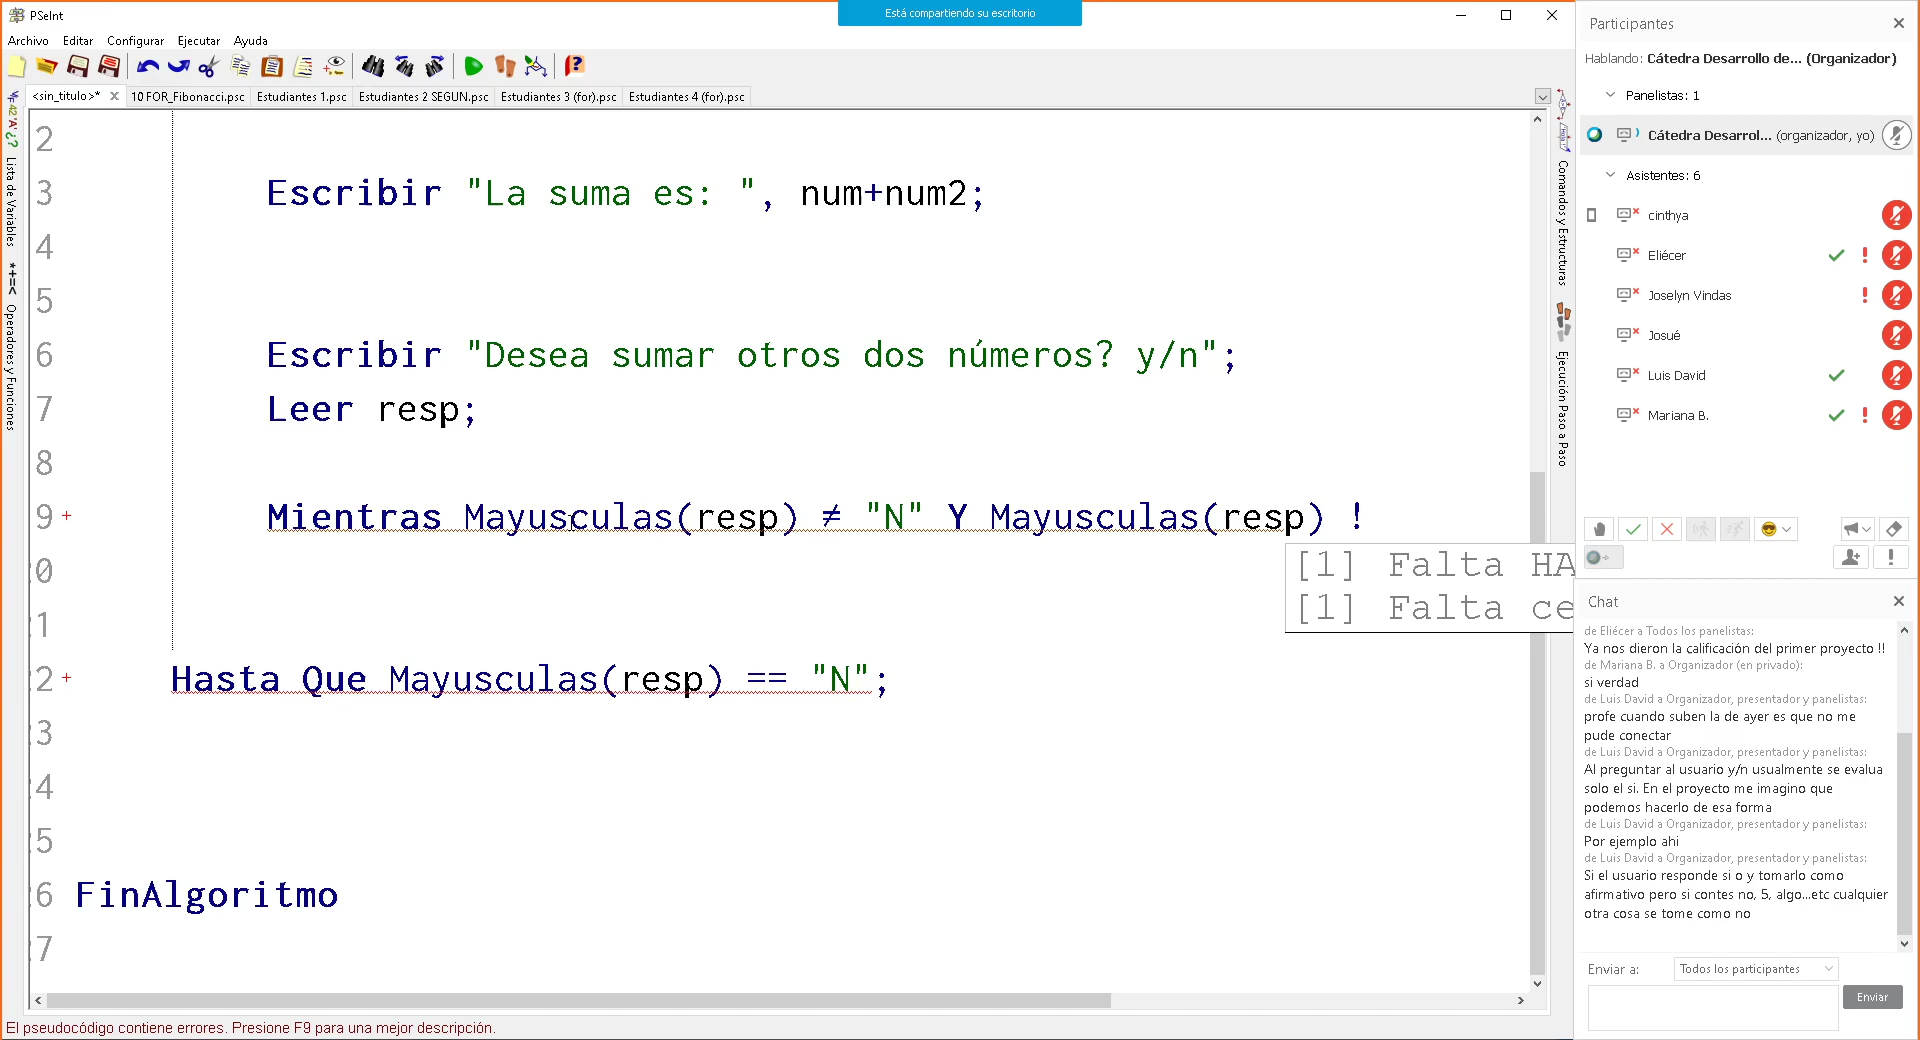 PSeInt
Está compartiendo su escritorio
Archivo Editar Configurar Ejecutar Ayuda
<sin_titulo>* 10 FOR_Fibonacci.psc Estudiantes 1.psc Estudiantes 2 SEGUN.psc Estudiantes 3 (for).psc Estudiantes 4 (for).psc
Lista de Variables
*+=< Operadores y Funciones
2
3 Escribir "La suma es: ", num+num2;
4
5
6 Escribir "Desea sumar otros dos números? y/n";
7 Leer resp;
8
9 + Mientras Mayusculas(resp) ≠ "N" Y Mayusculas(resp) !
0
[1] Falta HA
[1] Falta ce
1
2 + Hasta Que Mayusculas(resp) == "N";
3
4
5
6 FinAlgoritmo
7
El pseudocódigo contiene errores. Presione F9 para una mejor descripción.
Comandos y Estructuras
Ejecución Paso a Paso
Participantes
Hablando: Cátedra Desarrollo de... (Organizador)
Panelistas: 1
Cátedra Desarrol... (organizador, yo)
Asistentes: 6
cinthya
Eliécer
Joselyn Vindas
Josué
Luis David
Mariana B.
Chat
de Eliécer a Todos los panelistas:
Ya nos dieron la calificación del primer proyecto !!
de Mariana B. a Organizador (en privado):
si verdad
de Luis David a Organizador, presentador y panelistas:
profe cuando suben la de ayer es que no me
pude conectar
de Luis David a Organizador, presentador y panelistas:
Al preguntar al usuario y/n usualmente se evalua
solo el si. En el proyecto me imagino que
podemos hacerlo de esa forma
de Luis David a Organizador, presentador y panelistas:
Por ejemplo ahi
de Luis David a Organizador, presentador y panelistas:
Si el usuario responde si o y tomarlo como
afirmativo pero si contes no, 5, algo...etc cualquier
otra cosa se tome como no
Enviar a: Todos los participantes
Enviar